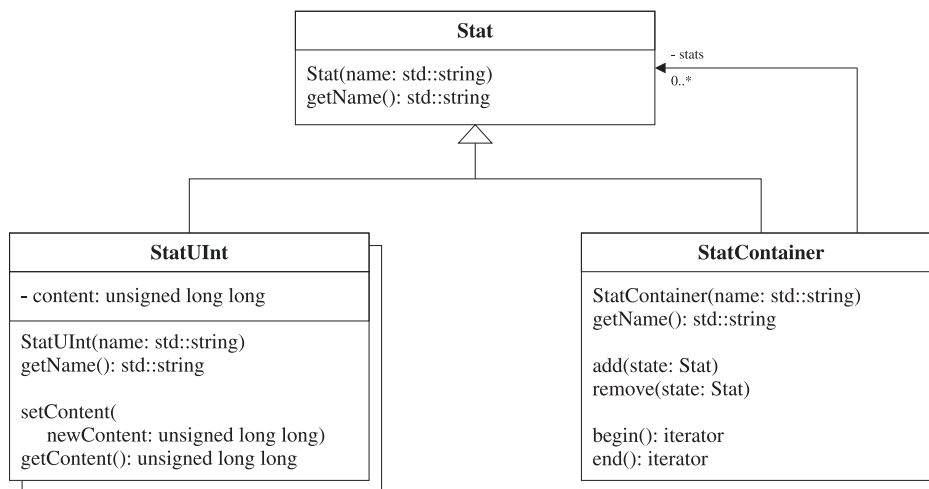 Stat
Stat(name: std::string)
getName(): std::string
- stats
0..*
StatUInt
- content: unsigned long long
StatUInt(name: std::string)
getName(): std::string
setContent(
newContent: unsigned long long)
getContent(): unsigned long long
StatContainer
StatContainer(name: std::string)
getName(): std::string
add(state: Stat)
remove(state: Stat)
begin(): iterator
end(): iterator